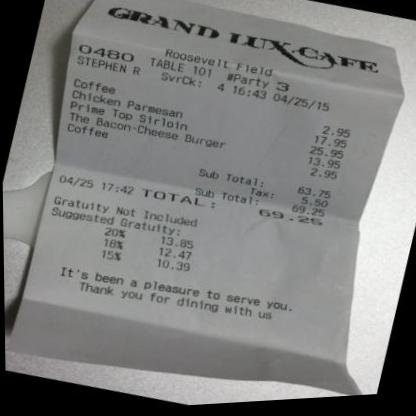 GRAND LUX CAFE
Roosevelt Field
0480 TABLE 101 #Party 3
STEPHEN R SvrCk: 4 16:43 04/25/15
Coffee 2.95
Chicken Parmesan 17.95
Prime Top Sirloin 25.95
The Bacon-Cheese Burger 13.95
Coffee 2.95
Sub Total: 63.75
Tax: 5.50
Sub Total: 69.25
04/25 17:42 TOTAL: 69.25
Gratuity Not Included
Suggested Gratuity:
20% 13.85
18% 12.47
15% 10.39
It's been a pleasure to serve you.
Thank you for dining with us